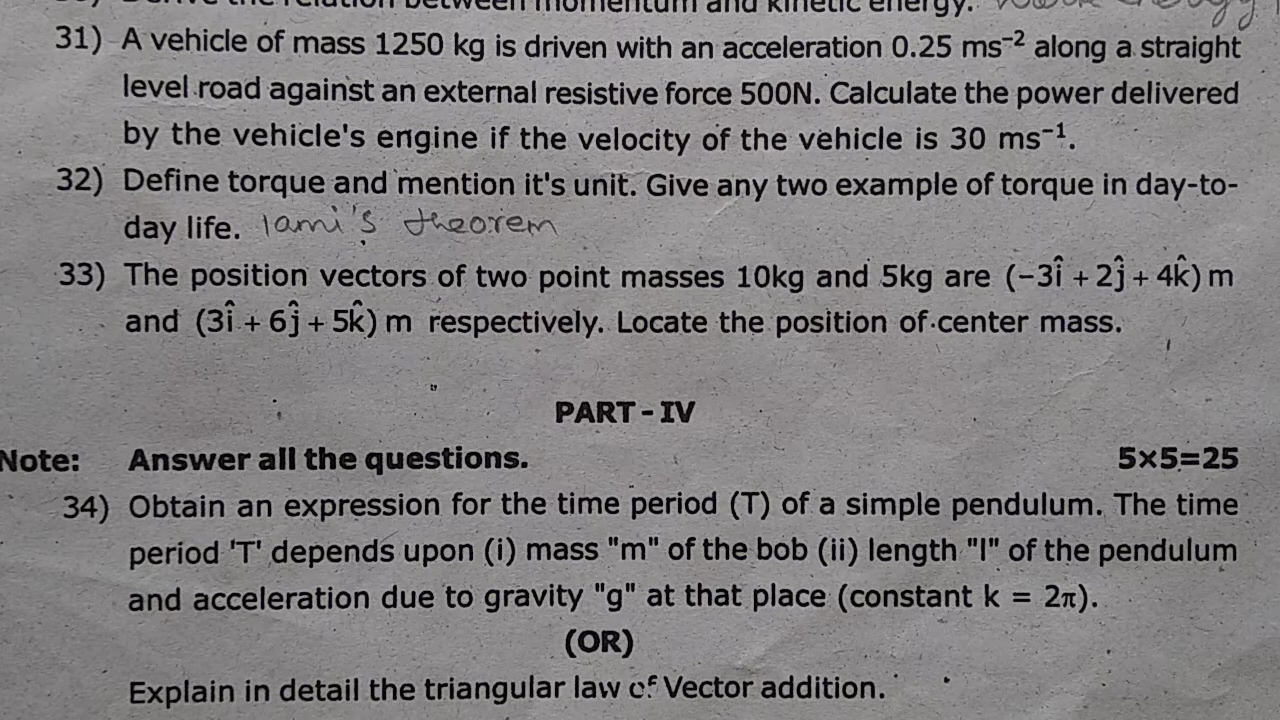 relation between momentum and kinetic energy.
31) A vehicle of mass 1250 kg is driven with an acceleration 0.25 ms⁻² along a straight
level road against an external resistive force 500N. Calculate the power delivered
by the vehicle's engine if the velocity of the vehicle is 30 ms⁻¹.
32) Define torque and mention it's unit. Give any two example of torque in day-to-
day life. lami's theorem
33) The position vectors of two point masses 10kg and 5kg are (−3î + 2ĵ + 4k̂) m
and (3î + 6ĵ + 5k̂) m respectively. Locate the position of center mass.
PART - IV
Note: Answer all the questions. 5×5=25
34) Obtain an expression for the time period (T) of a simple pendulum. The time
period 'T' depends upon (i) mass "m" of the bob (ii) length "l" of the pendulum
and acceleration due to gravity "g" at that place (constant k = 2π).
(OR)
Explain in detail the triangular law of Vector addition.